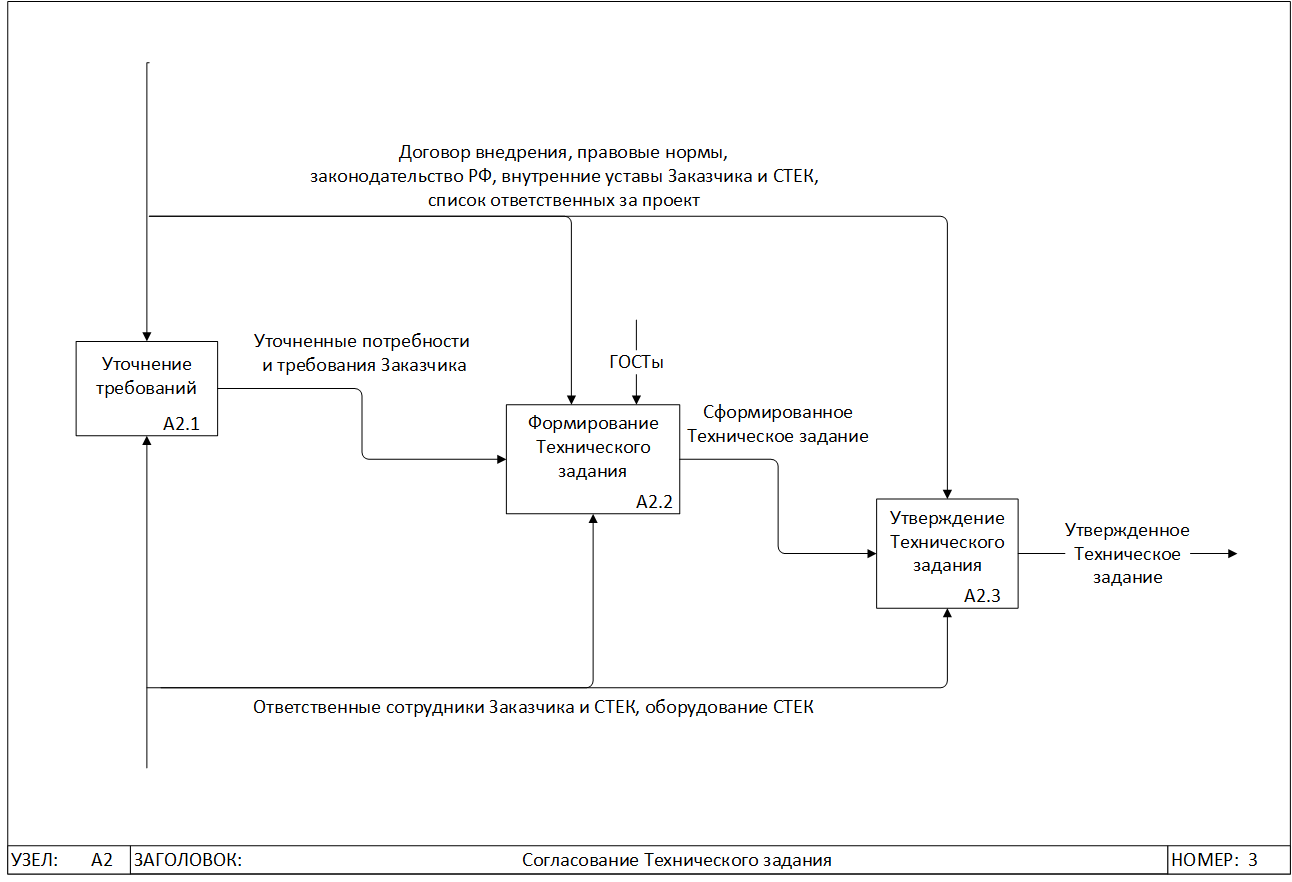 Договор внедрения, правовые нормы,
законодательство РФ, внутренние уставы Заказчика и СТЕК,
список ответственных за проект
Уточнение
требований
A2.1
Уточненные потребности
и требования Заказчика
ГОСТы
Формирование
Технического
задания
A2.2
Сформированное
Техническое задание
Утверждение
Технического
задания
A2.3
Утвержденное
Техническое
задание
Ответственные сотрудники Заказчика и СТЕК, оборудование СТЕК
УЗЕЛ: A2 ЗАГОЛОВОК: Согласование Технического задания НОМЕР: 3